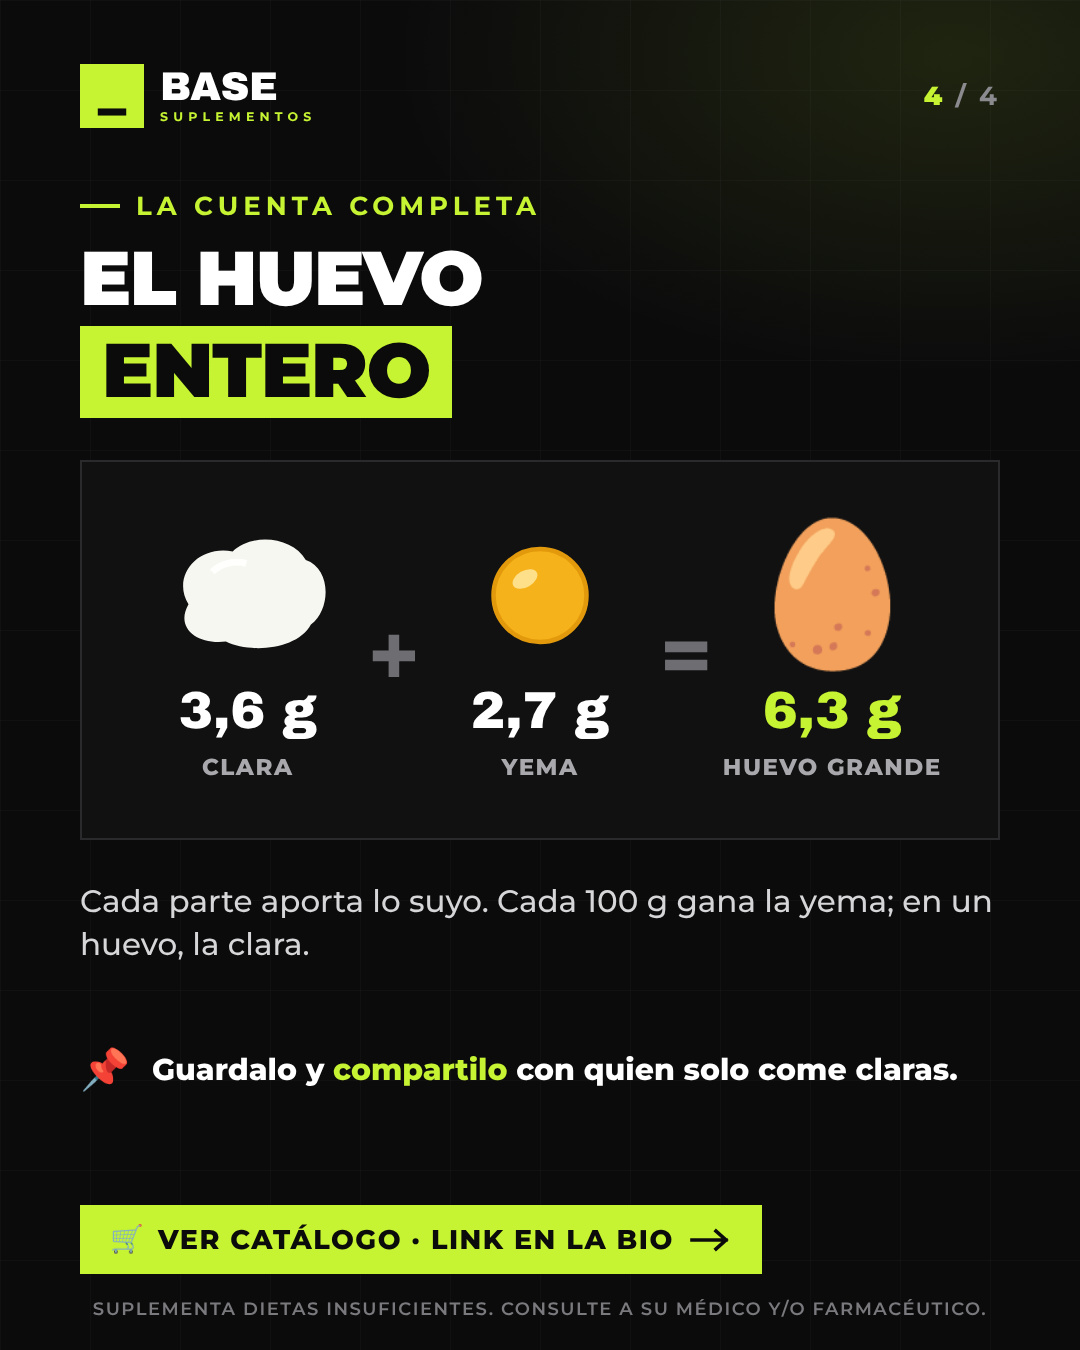 BASE
SUPLEMENTOS
4 / 4
LA CUENTA COMPLETA
EL HUEVO
ENTERO
+
=
3,6 g
2,7 g
6,3 g
CLARA
YEMA
HUEVO GRANDE
Cada parte aporta lo suyo. Cada 100 g gana la yema; en un
huevo, la clara.
Guardalo y compartilo con quien solo come claras.
VER CATÁLOGO · LINK EN LA BIO →
SUPLEMENTA DIETAS INSUFICIENTES. CONSULTE A SU MÉDICO Y/O FARMACÉUTICO.